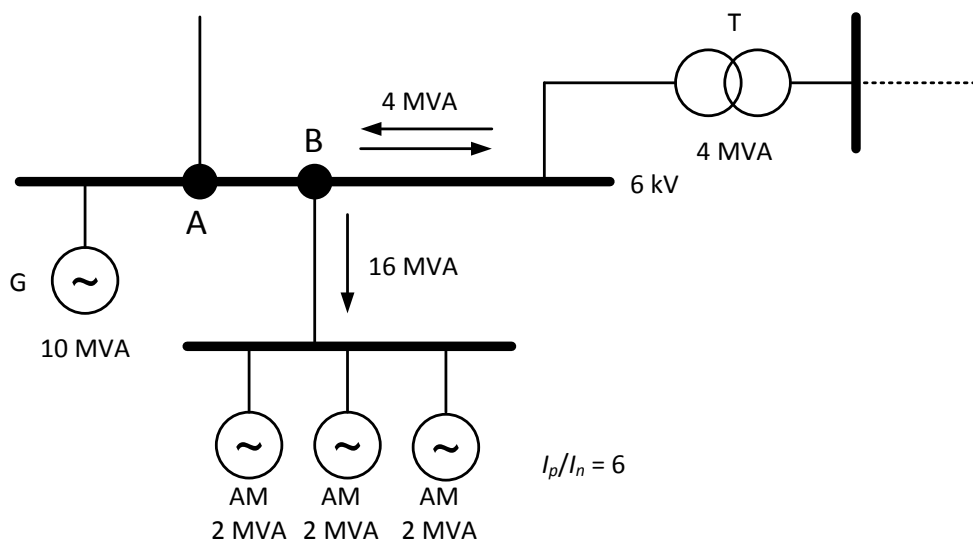 T
4 MVA
B
4 MVA
6 kV
A
G
~
16 MVA
10 MVA
~ ~ ~
Ip/In = 6
AM AM AM
2 MVA 2 MVA 2 MVA